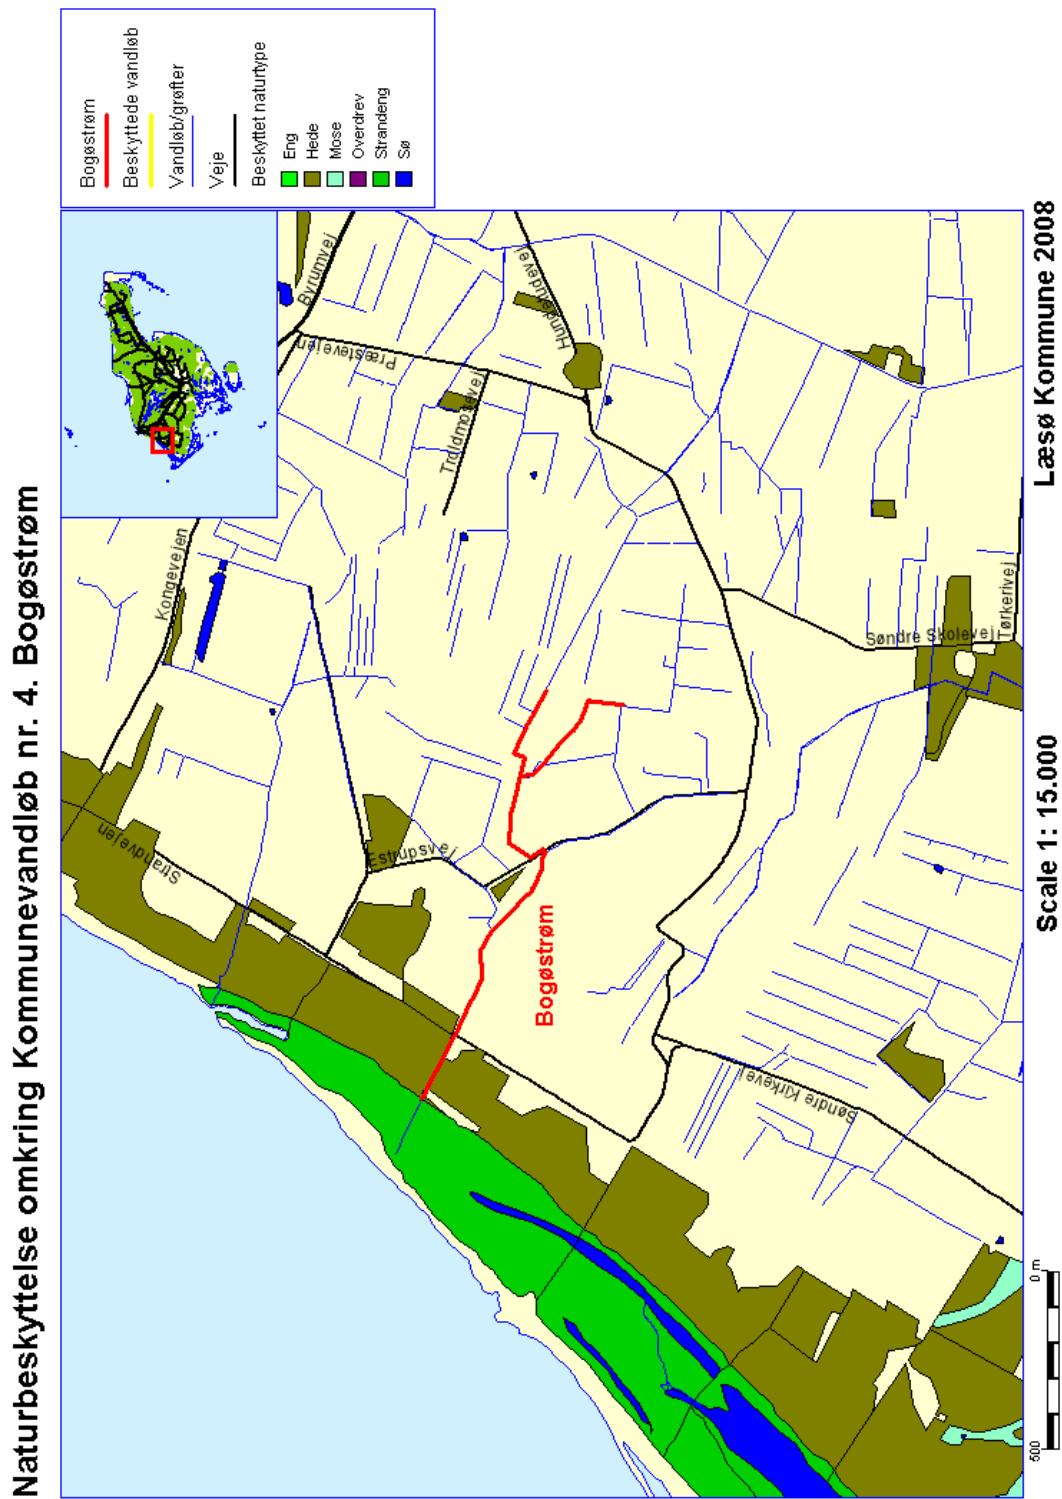 Naturbeskyttelse omkring Kommunevandløb nr. 4. Bogøstrøm
Bogøstrøm
Beskyttede vandløb
Vandløb/grøfter
Veje
Beskyttet naturtype
Eng
Hede
Mose
Overdrev
Strandeng
Sø
Kongevejen
Byrumvej
Strandvejen
Præstevejen
Hundeludevej
Troldmosevej
Estrupsvej
Bogøstrøm
Søndre Kirkevej
Søndre Skolevej
Tørkerivej
500
0 m
Scale 1: 15.000
Læsø Kommune 2008